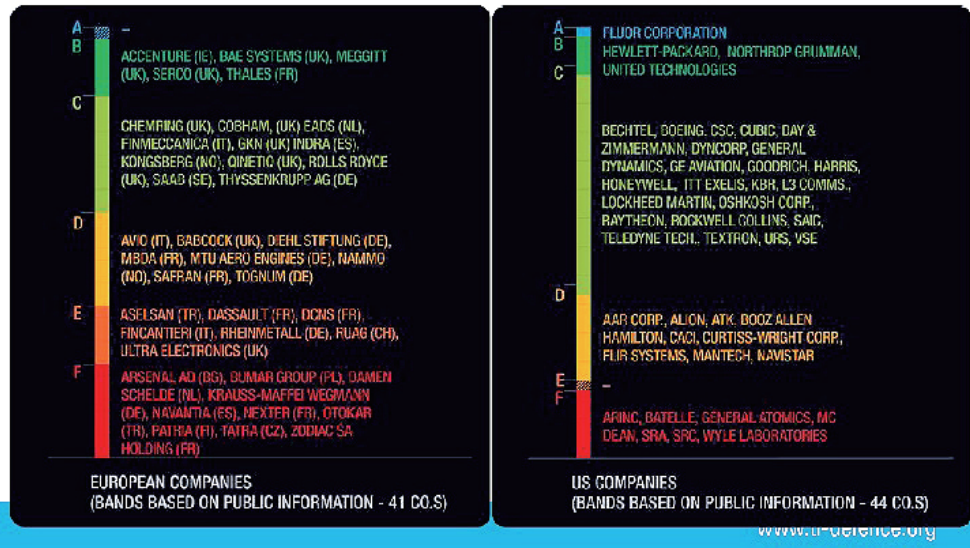 A
–
B
ACCENTURE (IE), BAE SYSTEMS (UK), MEGGITT
(UK), SERCO (UK), THALES (FR)
C
CHEMRING (UK), COBHAM, (UK) EADS (NL),
FINMECCANICA (IT), GKN (UK) INDRA (ES),
KONGSBERG (NO), QINETIQ (UK), ROLLS ROYCE
(UK), SAAB (SE), THYSSENKRUPP AG (DE)
D
AVIO (IT), BABCOCK (UK), DIEHL STIFTUNG (DE),
MBDA (FR), MTU AERO ENGINES (DE), NAMMO
(NO), SAFRAN (FR), TOGNUM (DE)
E
ASELSAN (TR), DASSAULT (FR), DCNS (FR),
FINCANTIERI (IT), RHEINMETALL (DE), RUAG (CH),
ULTRA ELECTRONICS (UK)
F
ARSENAL AD (BG), BUMAR GROUP (PL), DAMEN
SCHELDE (NL), KRAUSS-MAFFEI WEGMANN
(DE), NAVANTIA (ES), NEXTER (FR), OTOKAR
(TR), PATRIA (FI), TATRA (CZ), ZODIAC SA
HOLDING (FR)
EUROPEAN COMPANIES
(BANDS BASED ON PUBLIC INFORMATION - 41 CO.S)
A
FLUOR CORPORATION
B
HEWLETT-PACKARD, NORTHROP GRUMMAN,
UNITED TECHNOLOGIES
C
BECHTEL, BOEING, CSC, CUBIC, DAY &
ZIMMERMANN, DYNCORP, GENERAL
DYNAMICS, GE AVIATION, GOODRICH, HARRIS,
HONEYWELL, ITT EXELIS, KBR, L3 COMMS.,
LOCKHEED MARTIN, OSHKOSH CORP.,
RAYTHEON, ROCKWELL COLLINS, SAIC,
TELEDYNE TECH., TEXTRON, URS, VSE
D
AAR CORP., ALION, ATK, BOOZ ALLEN
HAMILTON, CACI, CURTISS-WRIGHT CORP.,
FLIR SYSTEMS, MANTECH, NAVISTAR
E
–
F
ARINC, BATELLE, GENERAL ATOMICS, MC
DEAN, SRA, SRC, WYLE LABORATORIES
US COMPANIES
(BANDS BASED ON PUBLIC INFORMATION - 44 CO.S)
www.ti-defence.org